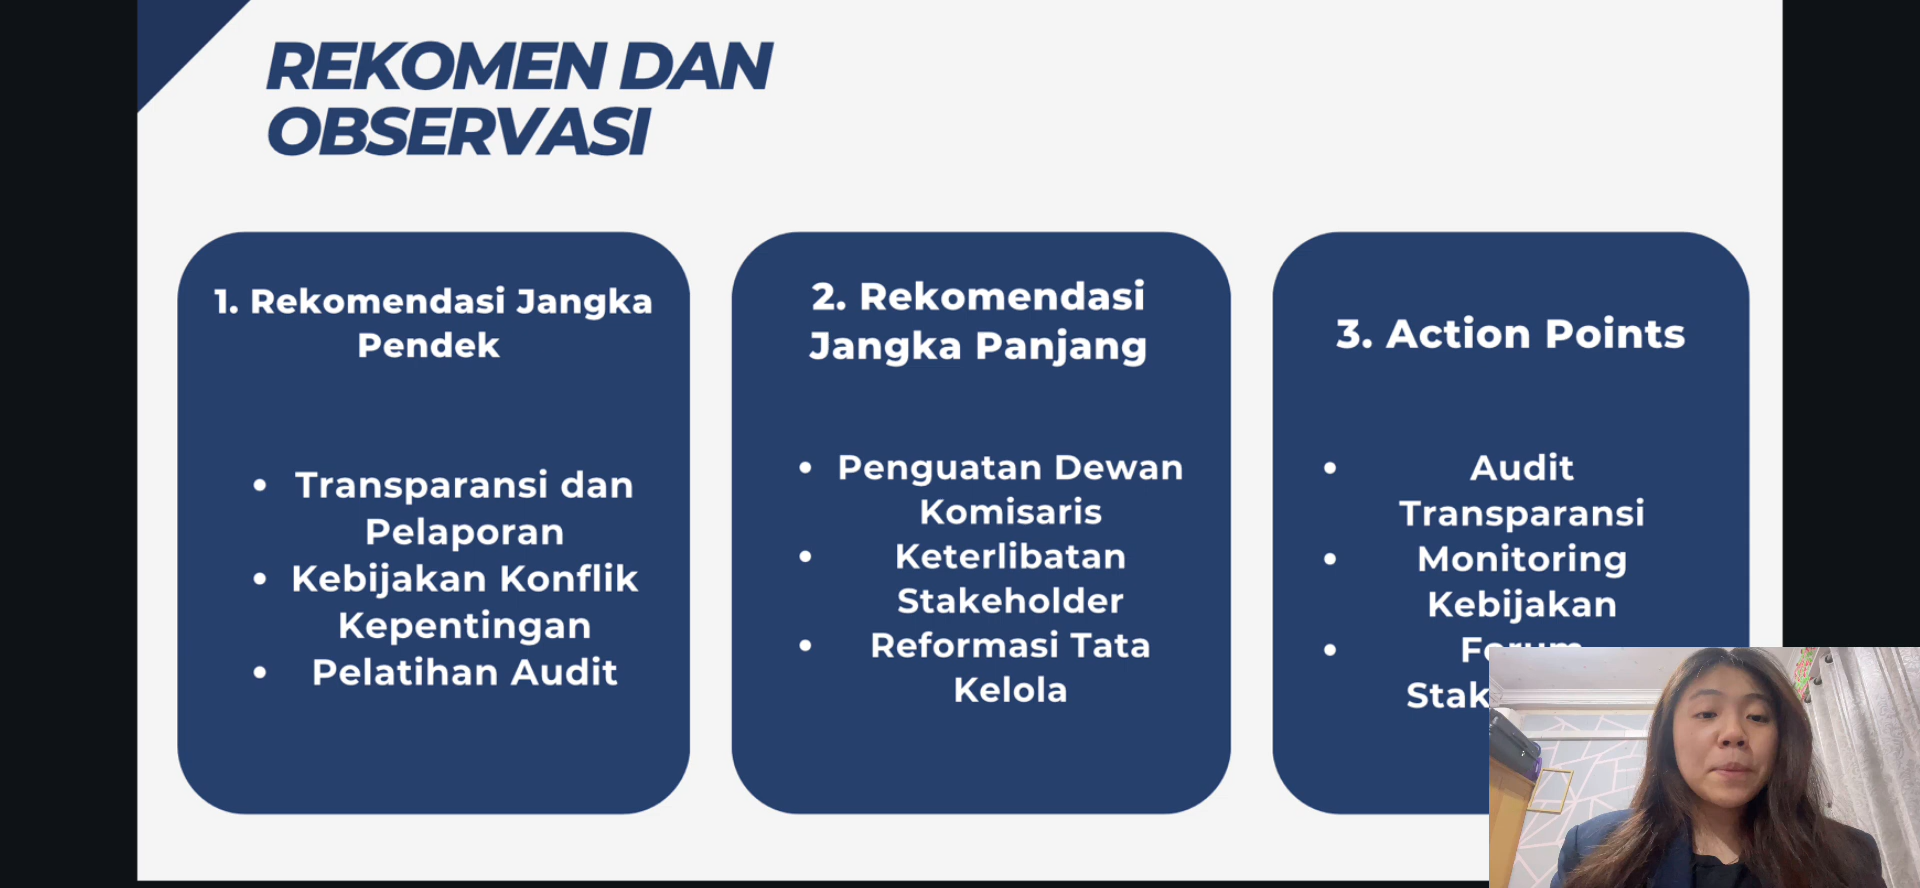 REKOMEN DAN
OBSERVASI
1. Rekomendasi Jangka
Pendek
• Transparansi dan
Pelaporan
• Kebijakan Konflik
Kepentingan
• Pelatihan Audit
2. Rekomendasi
Jangka Panjang
• Penguatan Dewan
Komisaris
• Keterlibatan
Stakeholder
• Reformasi Tata
Kelola
3. Action Points
• Audit
Transparansi
• Monitoring
Kebijakan
• Forum